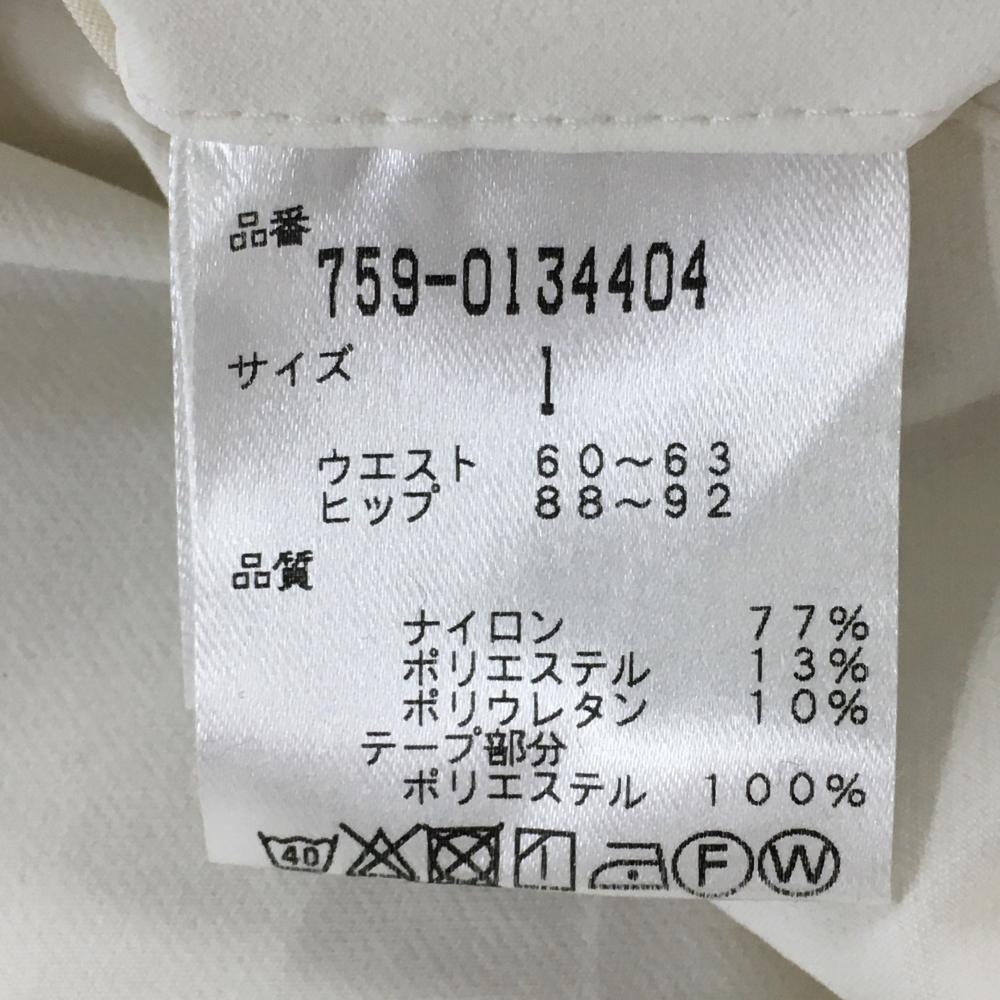 品番
759-0134404
サイズ 1
ウエスト 60～63
ヒップ 88～92
品質
ナイロン 77%
ポリエステル 13%
ポリウレタン 10%
テープ部分
ポリエステル 100%
40 F W